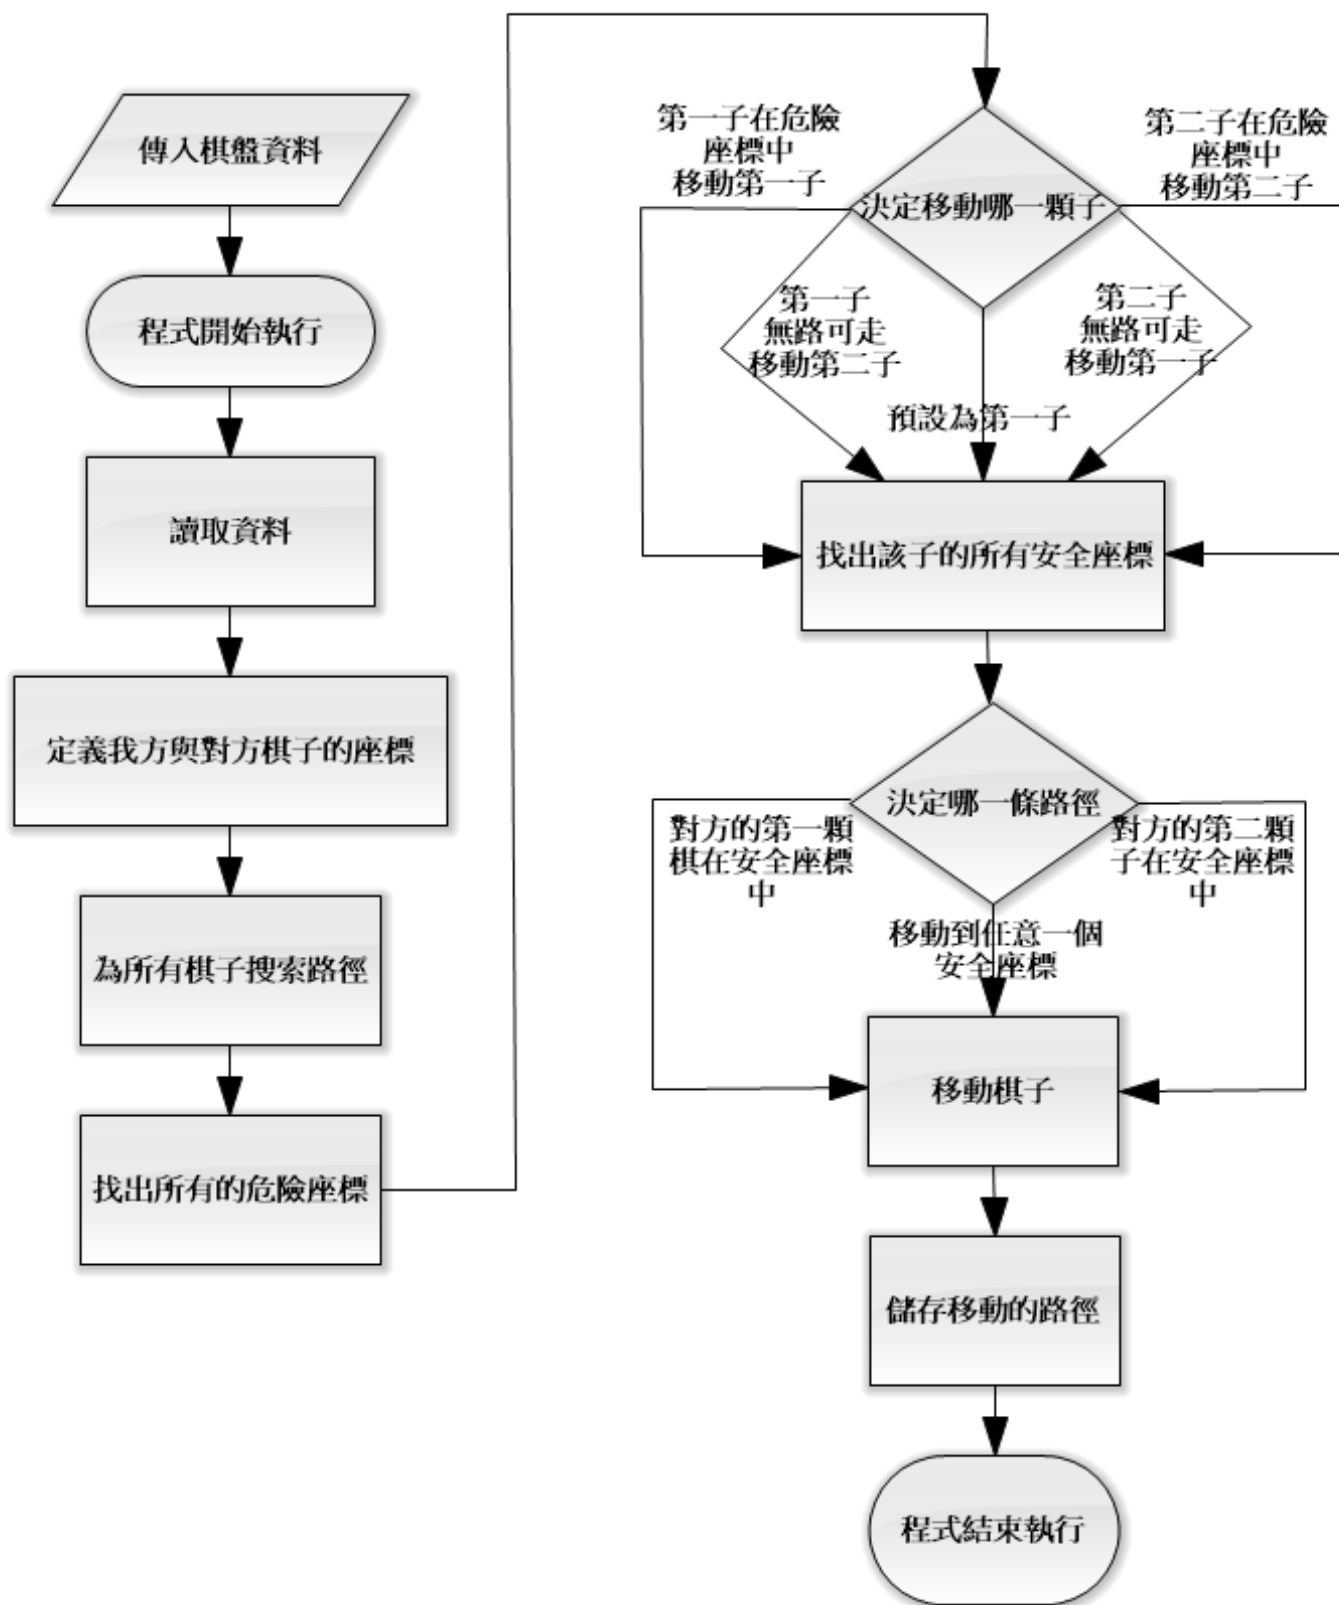 傳入棋盤資料
程式開始執行
讀取資料
定義我方與對方棋子的座標
為所有棋子搜索路徑
找出所有的危險座標
決定移動哪一顆子
第一子在危險
座標中
移動第一子
第二子在危險
座標中
移動第二子
第一子
無路可走
移動第二子
第二子
無路可走
移動第一子
預設為第一子
找出該子的所有安全座標
決定哪一條路徑
對方的第一顆
棋在安全座標
中
對方的第二顆
子在安全座標
中
移動到任意一個
安全座標
移動棋子
儲存移動的路徑
程式結束執行